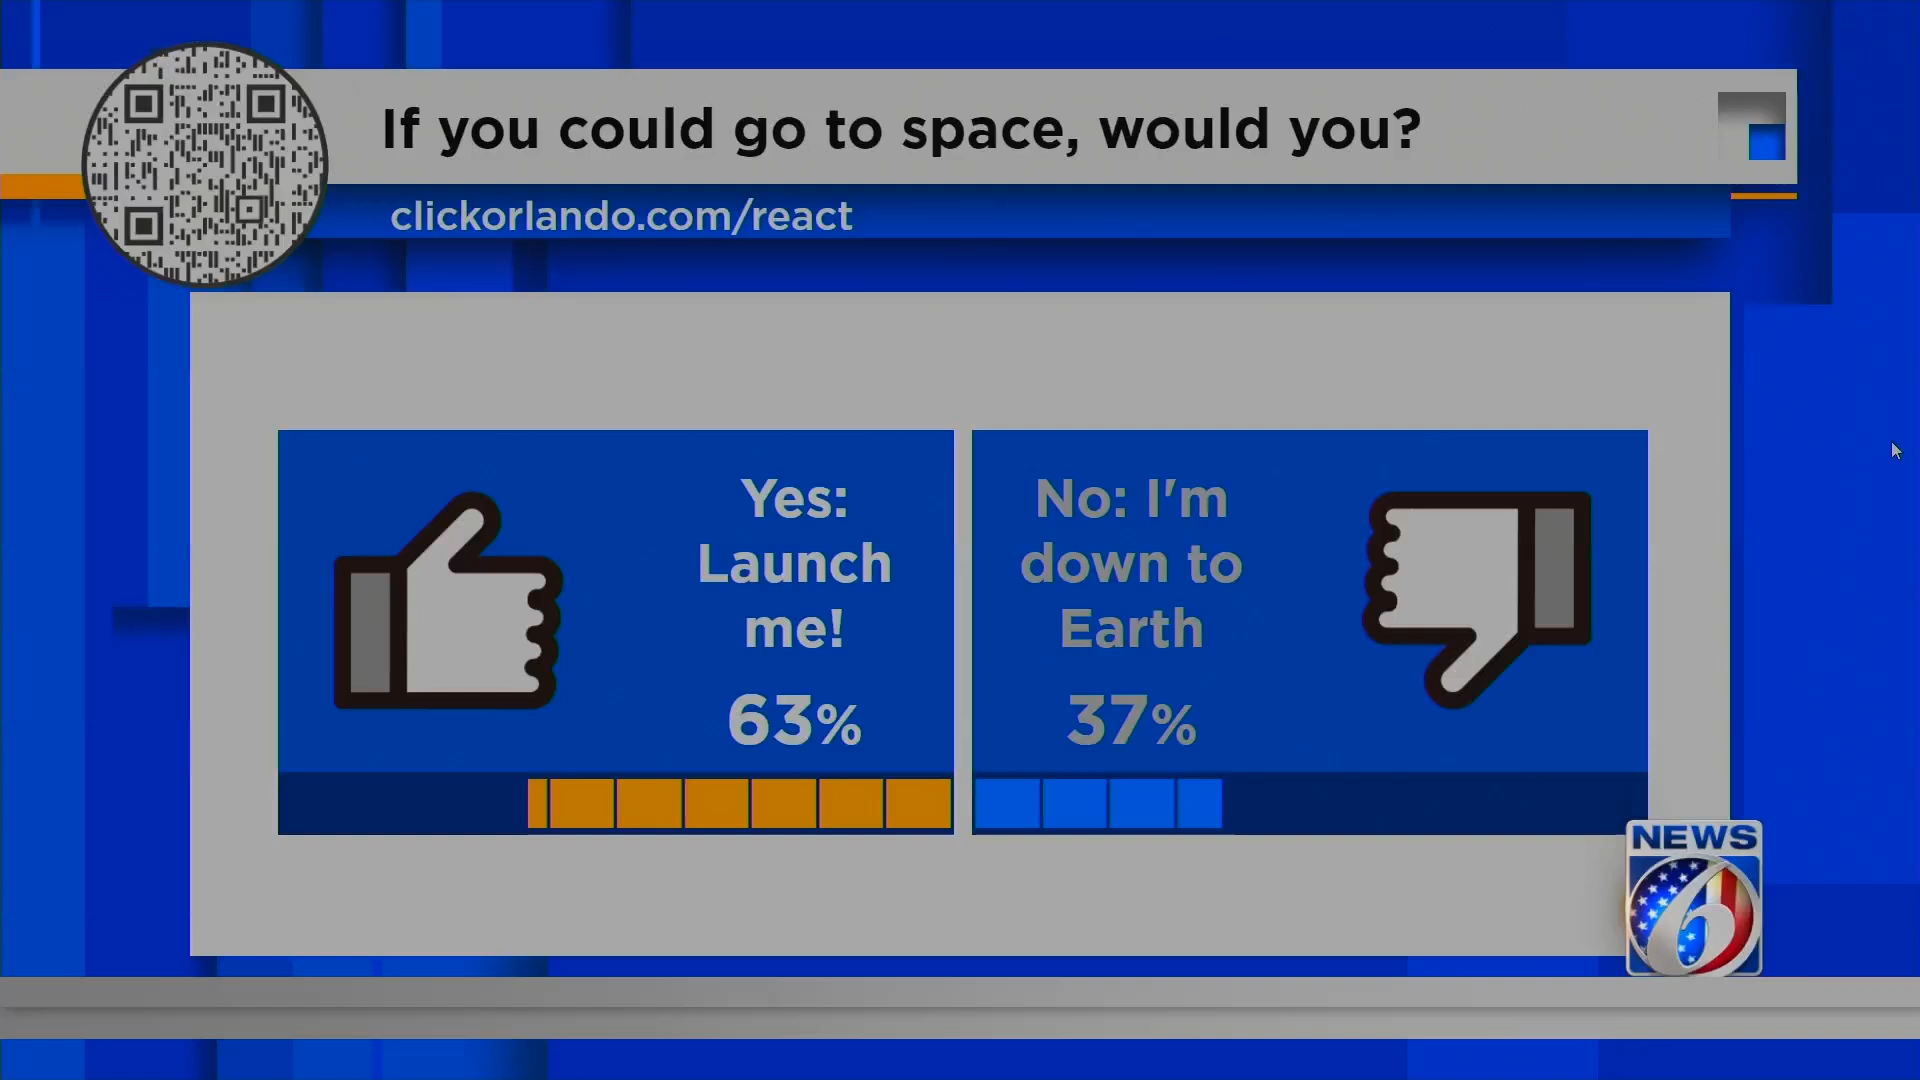 If you could go to space, would you?
clickorlando.com/react
Yes:
Launch
me!
63%
No: I'm
down to
Earth
37%
NEWS
6